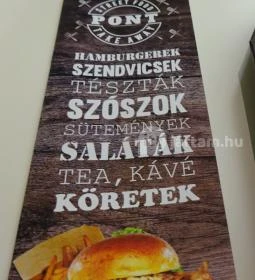 STREET FOOD
PONT
TAKE AWAY
HAMBURGEREK
SZENDVICSEK
TÉSZTÁK
SZÓSZOK
SÜTEMÉNYEK
SALÁTÁK
TEA, KÁVÉ
KÖRETEK